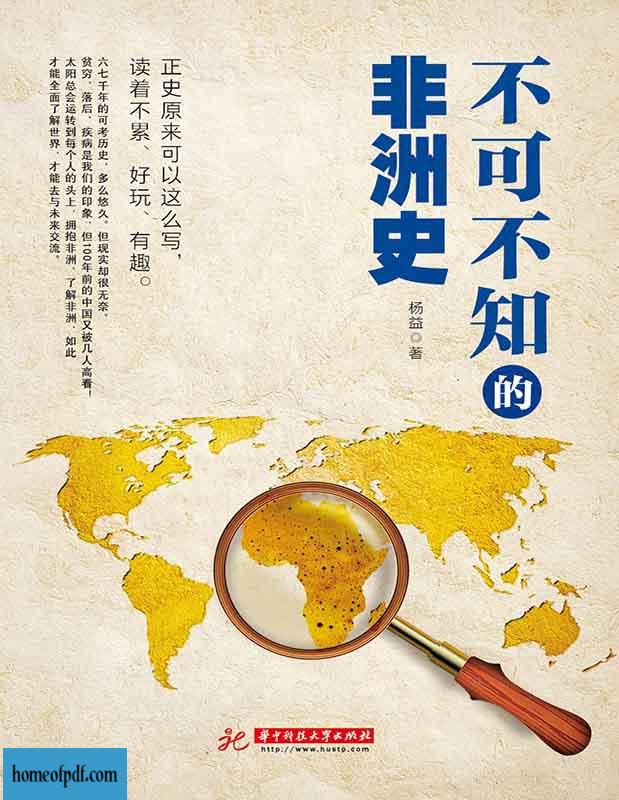 不可不知的
非洲史
杨益◎著
正史原来可以这么写，
读着不累、好玩、有趣。
六七千年的可考历史，多么悠久。但现实却很无奈。
贫穷、落后、疾病是我们的印象，但100年前的中国又被几人高看！
太阳总会运转到每个人的头上，拥抱非洲、了解非洲，如此
才能全面了解世界，才能去与未来交流。
华中科技大学出版社
http://www.hustp.com
homeofpdf.com